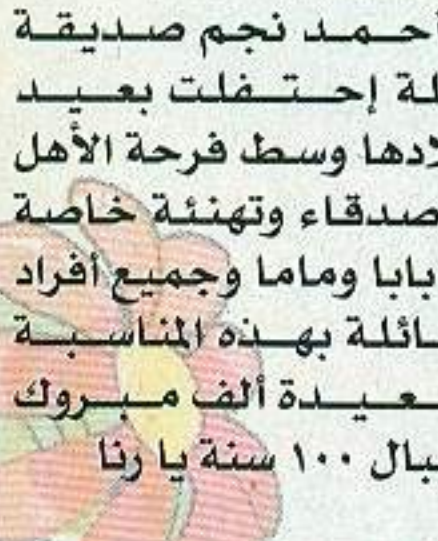 أحمد نجم صديقة
لة إحتفلت بعيد
لادها وسط فرحة الأهل
صدقاء وتهنئة خاصة
بابا وماما وجميع أفراد
ائلة بهذه المناسبة
عيدة ألف مبروك
بال ١٠٠ سنة يا رنا